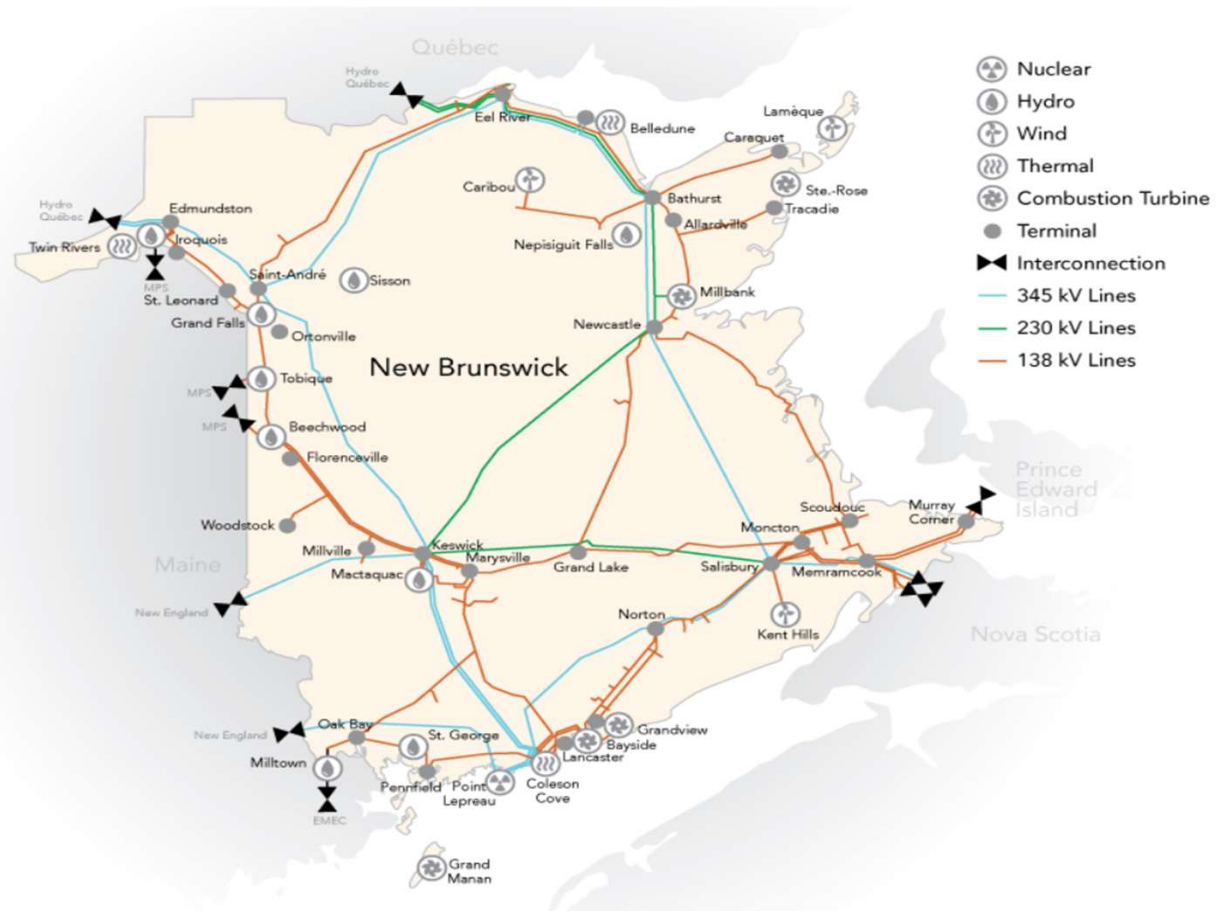 Québec
Hydro
Québec
Eel River
Belledune
Lamèque
Caraquet
Caribou
Ste.-Rose
Tracadie
Bathurst
Allardville
Nepisiguit Falls
Hydro
Québec
Edmundston
Twin Rivers
Iroquois
MPS
St. Leonard
Saint-André
Sisson
Grand Falls
Ortonville
Millbank
Newcastle
New Brunswick
MPS
Tobique
MPS
Beechwood
Florenceville
Woodstock
Millville
Keswick
Marysville
Mactaquac
Grand Lake
Maine
New England
Scoudouc
Murray
Corner
Moncton
Salisbury
Memramcook
Prince
Edward
Island
Norton
Kent Hills
Nova Scotia
New England
Oak Bay
St. George
Milltown
Pennfield
Point
Lepreau
Coleson
Cove
Lancaster
Bayside
Grandview
EMEC
Grand
Manan
Nuclear
Hydro
Wind
Thermal
Combustion Turbine
Terminal
Interconnection
345 kV Lines
230 kV Lines
138 kV Lines